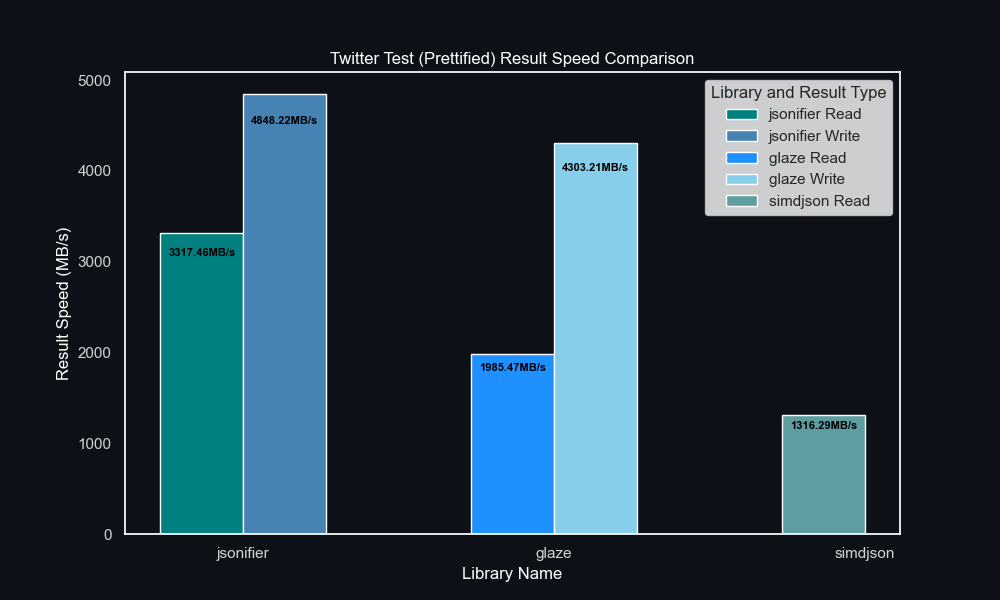 Twitter Test (Prettified) Result Speed Comparison
Library and Result Type
jsonifier Read
jsonifier Write
glaze Read
glaze Write
simdjson Read
Result Speed (MB/s)
5000
4000
3000
2000
1000
0
3317.46MB/s
4848.22MB/s
1985.47MB/s
4303.21MB/s
1316.29MB/s
jsonifier
glaze
simdjson
Library Name